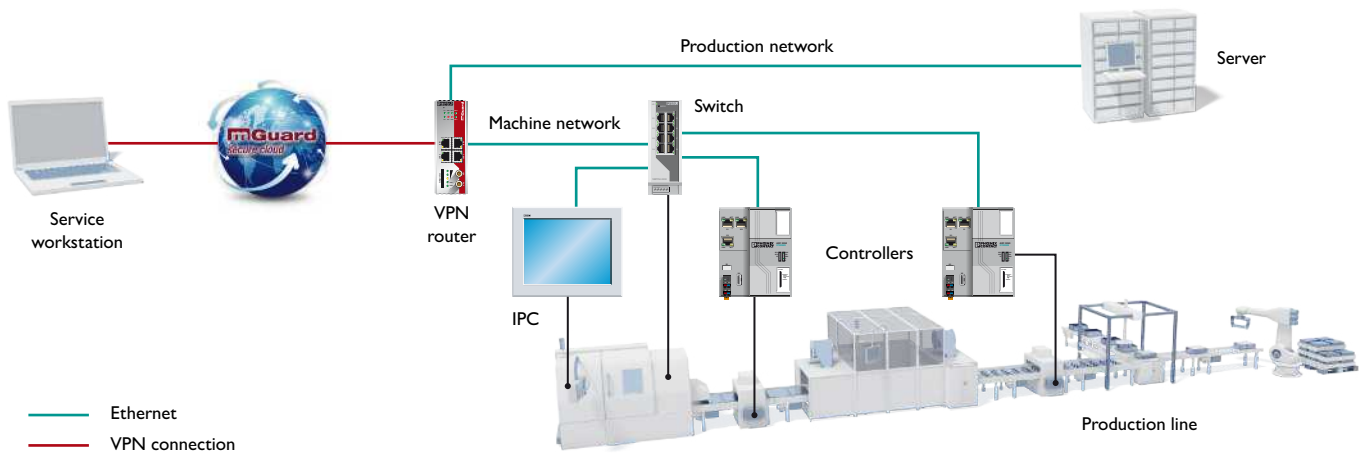 Production network
Server
Switch
mGuard
secure cloud
Machine network
VPN
router
Service
workstation
Controllers
IPC
Ethernet
VPN connection
Production line